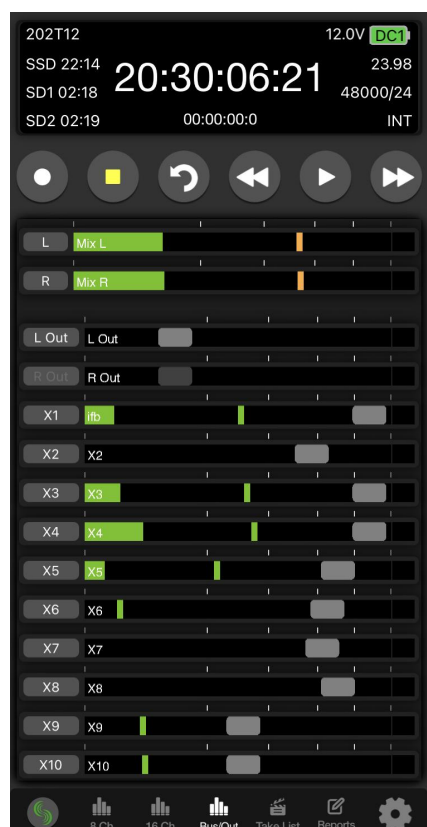 202T12 12.0V DC1
SSD 22:14 20:30:06:21 23.98
SD1 02:18 48000/24
SD2 02:19 00:00:00:0 INT
L Mix L
R Mix R
L Out L Out
R Out R Out
X1 ifb
X2 X2
X3 X3
X4 X4
X5 X5
X6 X6
X7 X7
X8 X8
X9 X9
X10 X10
8 Ch 16 Ch Bus/Out Take List Reports